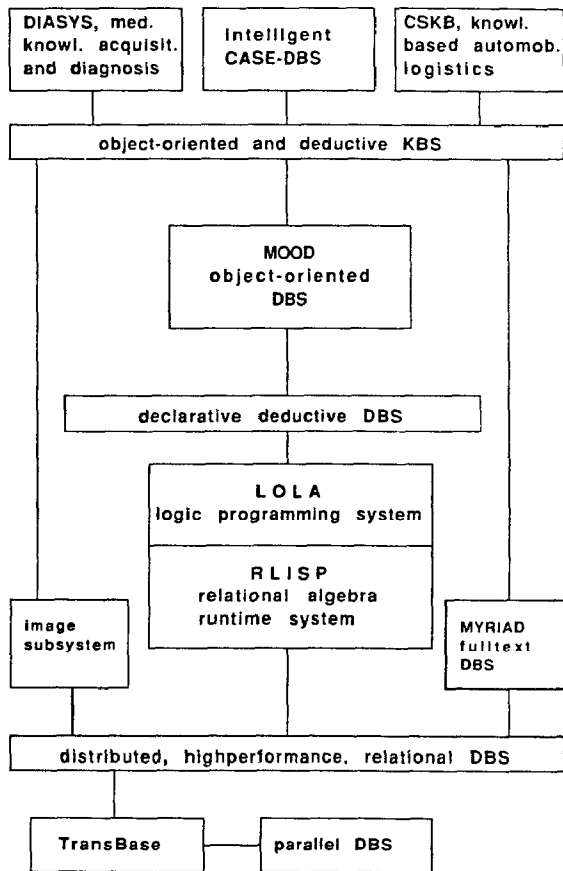 DIASYS, med.
knowl. acquisit.
and diagnosis
Intelligent
CASE-DBS
CSKB, knowl.
based automob.
logistics
object-oriented and deductive KBS
MOOD
object-oriented
DBS
declarative deductive DBS
LOLA
logic programming system
RLISP
relational algebra
runtime system
image
subsystem
MYRIAD
fulltext
DBS
distributed, highperformance, relational DBS
TransBase
parallel DBS